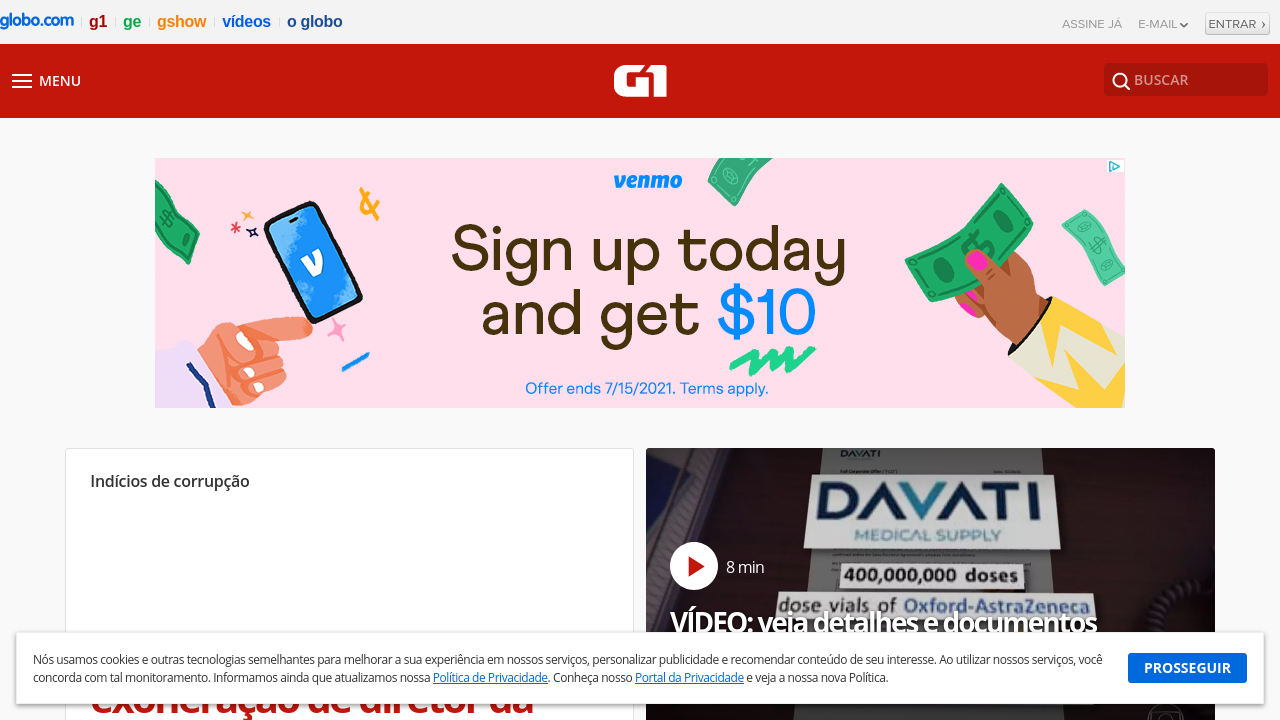 globo.com g1 ge gshow vídeos o globo ASSINE JÁ E-MAIL ENTRAR
MENU G1 BUSCAR
venmo
Sign up today
and get $10
Offer ends 7/15/2021. Terms apply.
Indícios de corrupção
DAVATI
DAVATI
MEDICAL SUPPLY
8 min
400,000,000 doses
dose vials of Oxford-AstraZeneca
VÍDEO: veja detalhes e documentos
Nós usamos cookies e outras tecnologias semelhantes para melhorar a sua experiência em nossos serviços, personalizar publicidade e recomendar conteúdo de seu interesse. Ao utilizar nossos serviços, você
concorda com tal monitoramento. Informamos ainda que atualizamos nossa Política de Privacidade. Conheça nosso Portal da Privacidade e veja a nossa nova Política.
PROSSEGUIR
exoneração de diretor da